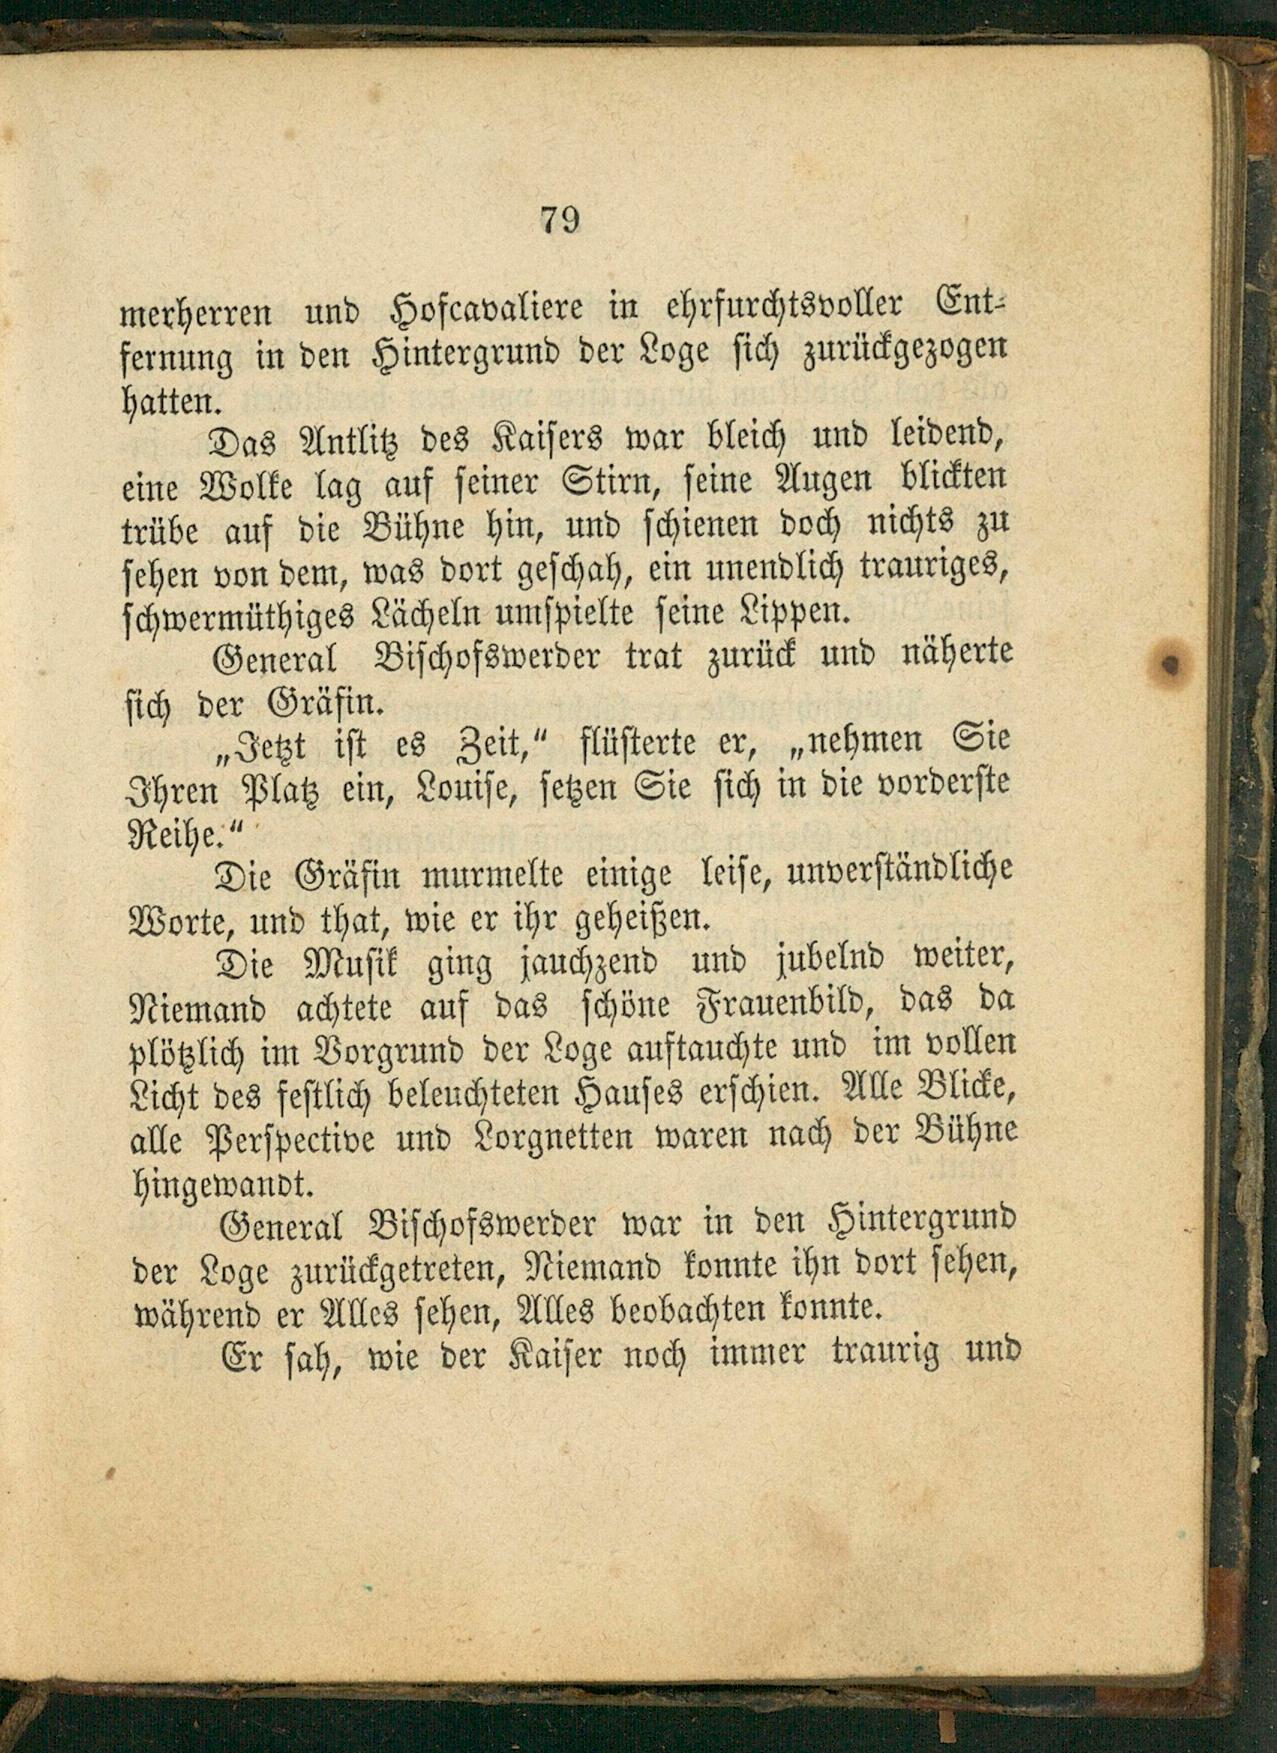 79
merherren und Hofcavaliere in ehrfurchtsvoller Ent-
fernung in den Hintergrund der Loge sich zurückgezogen
hatten.
Das Antlitz des Kaisers war bleich und leidend,
eine Wolke lag auf seiner Stirn, seine Augen blickten
trübe auf die Bühne hin, und schienen doch nichts zu
sehen von dem, was dort geschah, ein unendlich trauriges,
schwermüthiges Lächeln umspielte seine Lippen.
General Bischofswerder trat zurück und näherte
sich der Gräfin.
„Jetzt ist es Zeit,“ flüsterte er, „nehmen Sie
Ihren Platz ein, Louise, setzen Sie sich in die vorderste
Reihe.“
Die Gräfin murmelte einige leise, unverständliche
Worte, und that, wie er ihr geheißen.
Die Musik ging jauchzend und jubelnd weiter,
Niemand achtete auf das schöne Frauenbild, das da
plötzlich im Vorgrund der Loge auftauchte und im vollen
Licht des festlich beleuchteten Hauses erschien. Alle Blicke,
alle Perspective und Lorgnetten waren nach der Bühne
hingewandt.
General Bischofswerder war in den Hintergrund
der Loge zurückgetreten, Niemand konnte ihn dort sehen,
während er Alles sehen, Alles beobachten konnte.
Er sah, wie der Kaiser noch immer traurig und